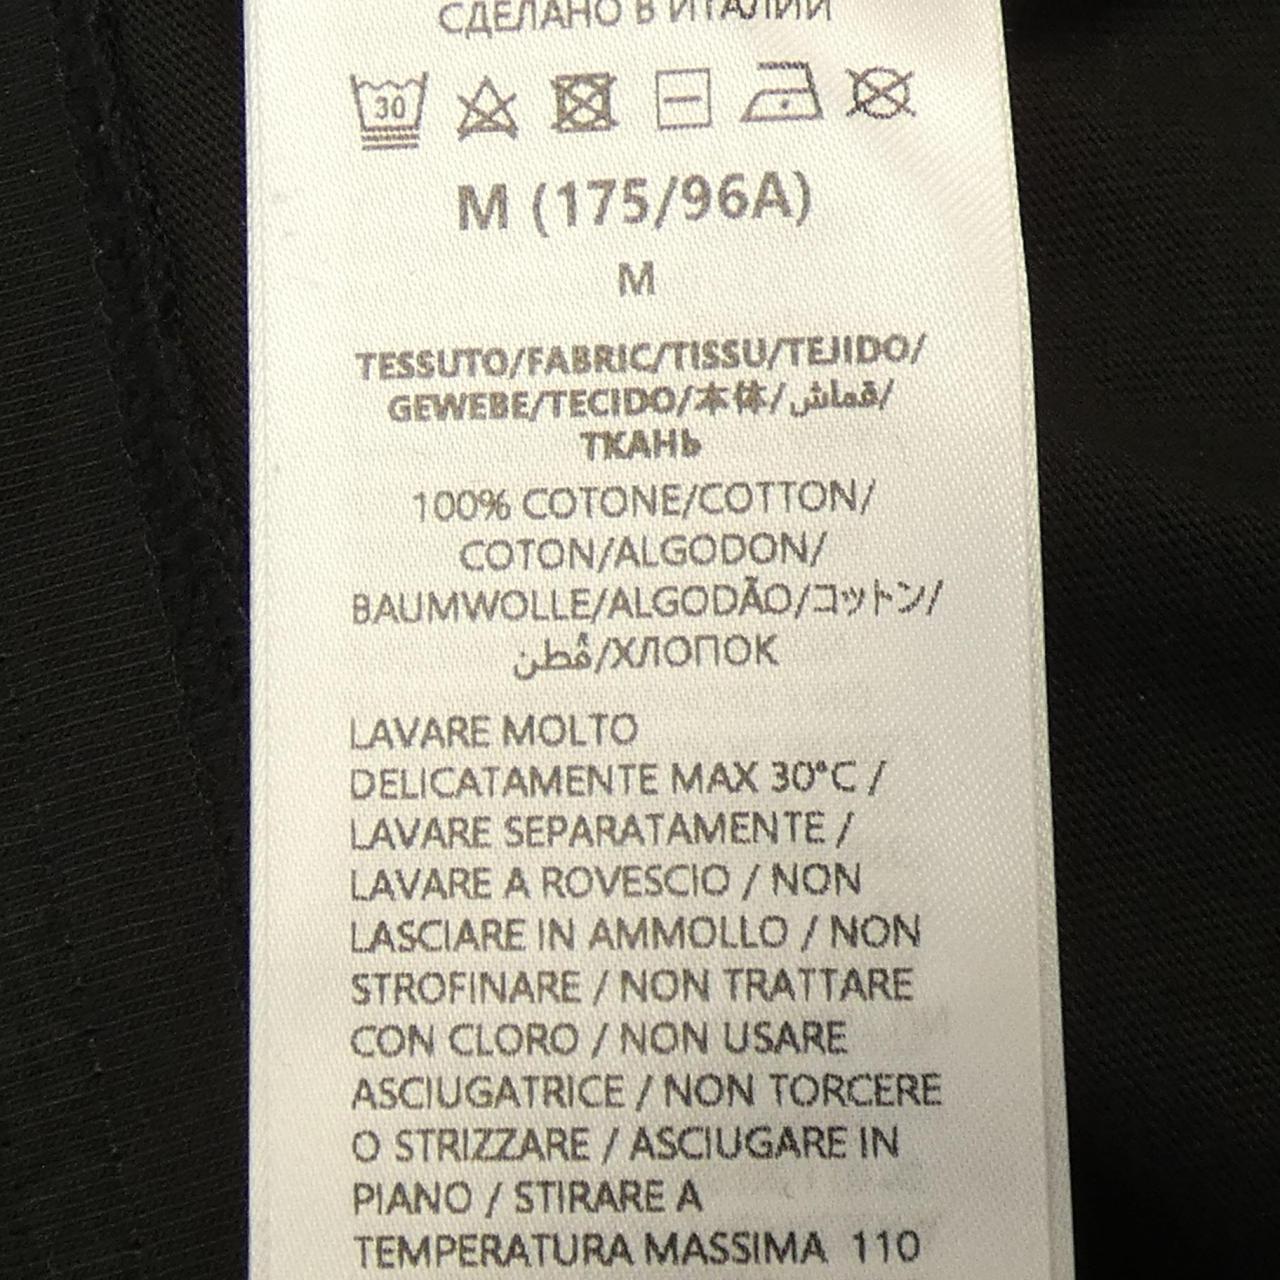 СДЕЛАНО В ИТАЛИИ
30
M (175/96A)
M
TESSUTO/FABRIC/TISSU/TEJIDO/
GEWEBE/TECIDO/本体/قماش/
ТКАНЬ
100% COTONE/COTTON/
COTON/ALGODON/
BAUMWOLLE/ALGODÃO/コットン/
قُطن/ХЛОПОК
LAVARE MOLTO
DELICATAMENTE MAX 30°C /
LAVARE SEPARATAMENTE /
LAVARE A ROVESCIO / NON
LASCIARE IN AMMOLLO / NON
STROFINARE / NON TRATTARE
CON CLORO / NON USARE
ASCIUGATRICE / NON TORCERE
O STRIZZARE / ASCIUGARE IN
PIANO / STIRARE A
TEMPERATURA MASSIMA 110